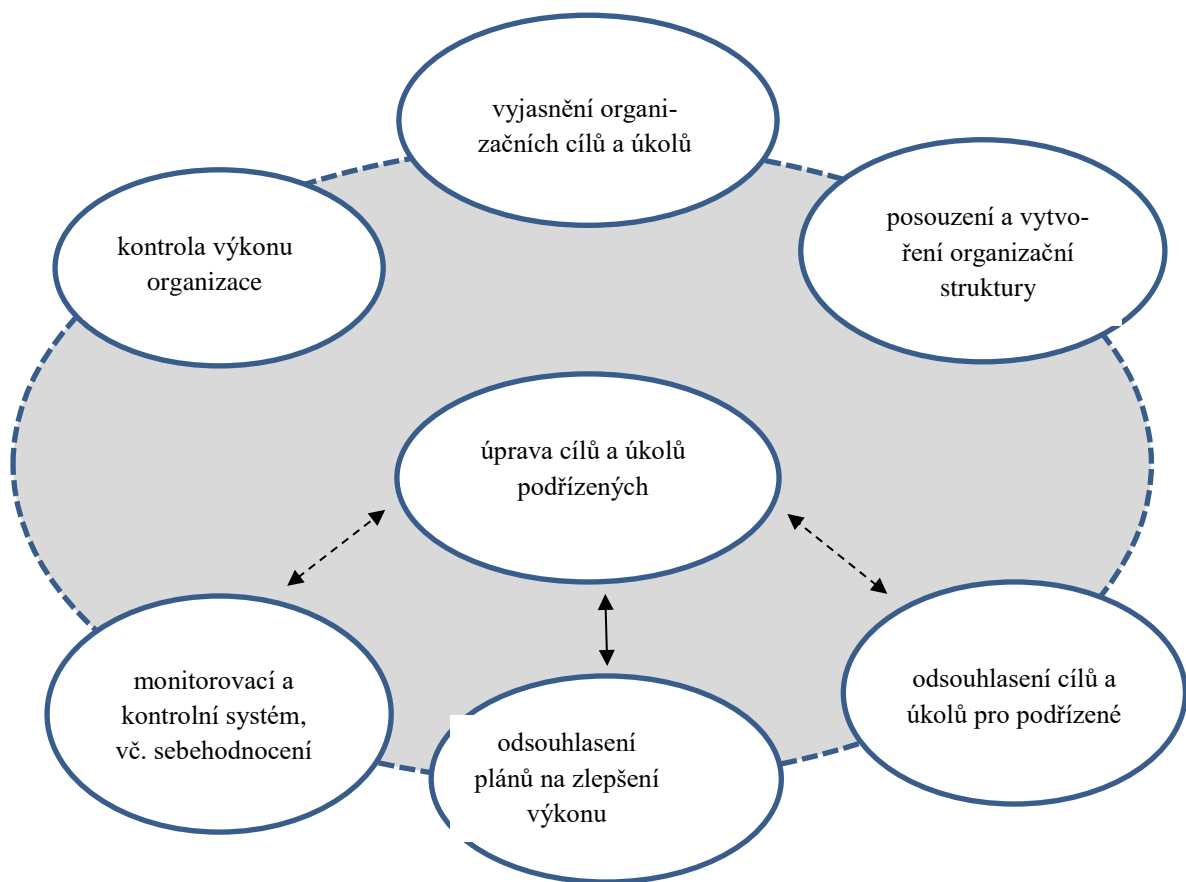 vyjasnění organi-
začních cílů a úkolů
posouzení a vytvo-
ření organizační
struktury
kontrola výkonu
organizace
úprava cílů a úkolů
podřízených
odsouhlasení cílů a
úkolů pro podřízené
monitorovací a
kontrolní systém,
vč. sebehodnocení
odsouhlasení
plánů na zlepšení
výkonu